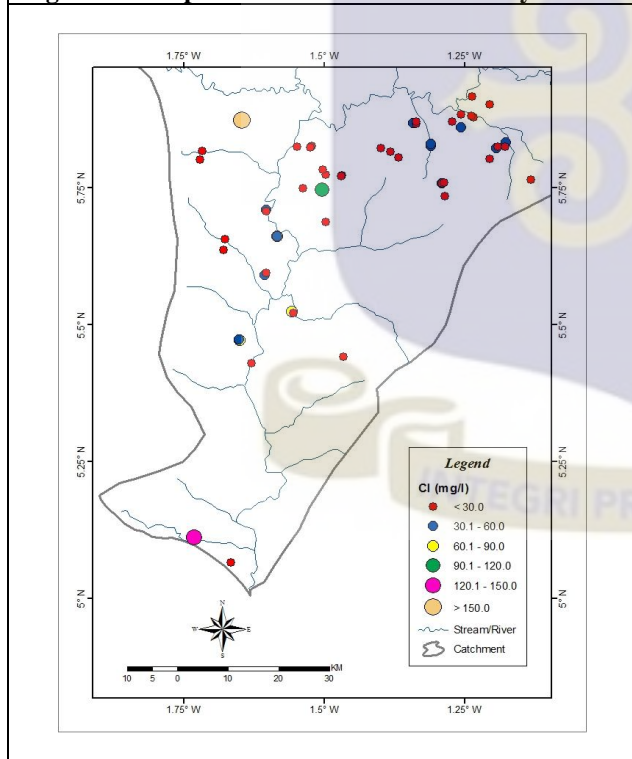 1.75° W 1.5° W 1.25° W
5.75° N 5.75° N
5.5° N 5.5° N
5.25° N 5.25° N
5° N 5° N
Legend
Cl (mg/l)
< 30.0
30.1 - 60.0
60.1 - 90.0
90.1 - 120.0
120.1 - 150.0
> 150.0
Stream/River
Catchment
INTEGRI PR
N
W E
S
10 5 0 10 20 30 KM
1.75° W 1.5° W 1.25° W